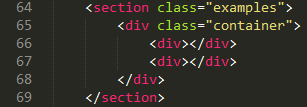 64 <section class="examples">
65 <div class="container">
66 <div></div>
67 <div></div>
68 </div>
69 </section>